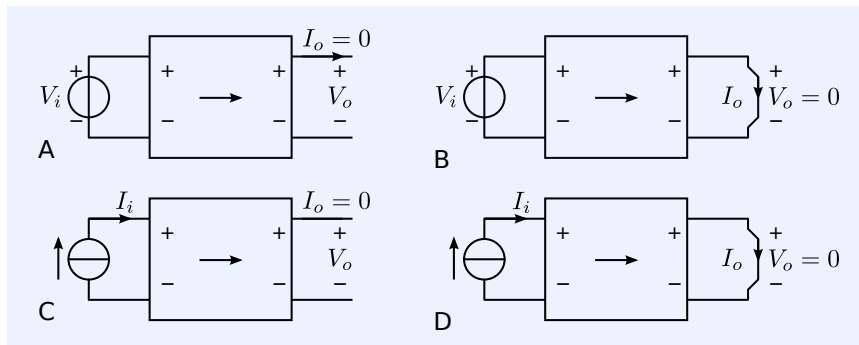 I_o = 0
+ + + +
V_i V_o
− − − −
A
+ + + +
V_i I_o V_o = 0
− − − −
B
I_i I_o = 0
+ + +
V_o
− − −
C
I_i
+ + +
I_o V_o = 0
− − −
D